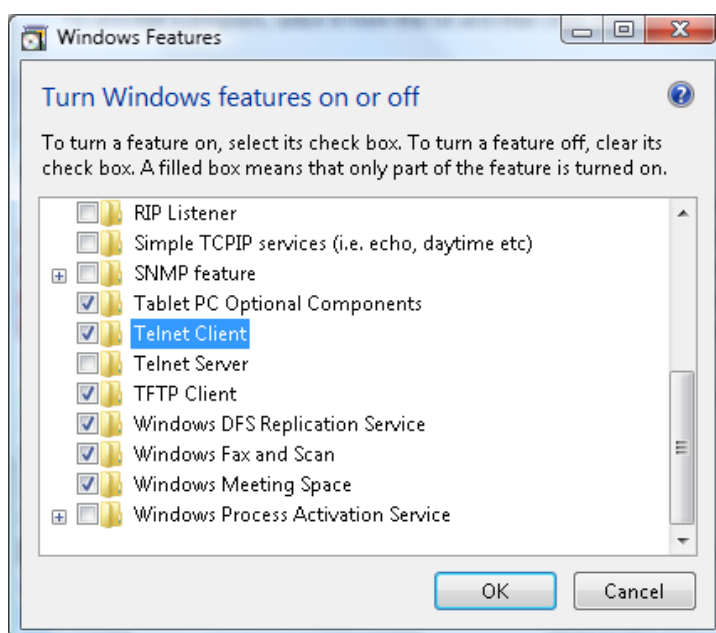 Windows Features
Turn Windows features on or off
To turn a feature on, select its check box. To turn a feature off, clear its
check box. A filled box means that only part of the feature is turned on.
RIP Listener
Simple TCPIP services (i.e. echo, daytime etc)
SNMP feature
Tablet PC Optional Components
Telnet Client
Telnet Server
TFTP Client
Windows DFS Replication Service
Windows Fax and Scan
Windows Meeting Space
Windows Process Activation Service
OK Cancel